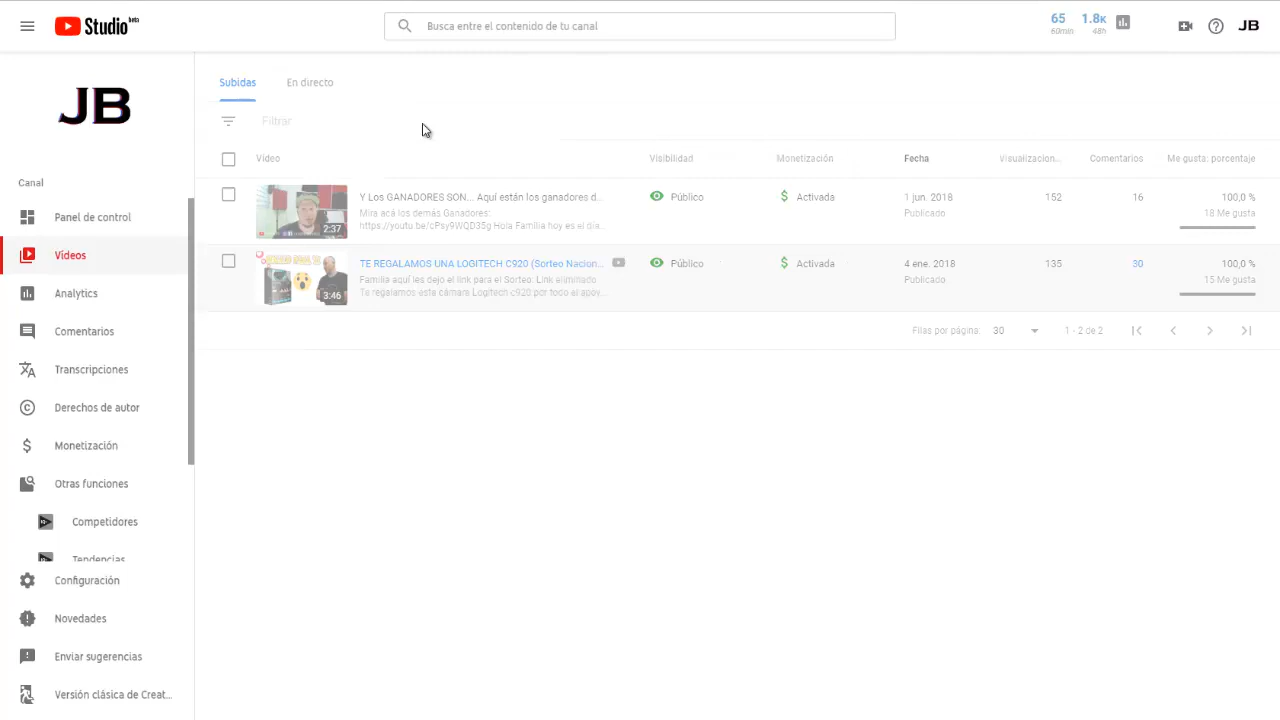 Studio beta
Busca entre el contenido de tu canal
65 60min
1.8K 48h
JB
JB
Canal
Panel de control
Vídeos
Analytics
Comentarios
Transcripciones
Derechos de autor
Monetización
Otras funciones
Competidores
Tendencias
Configuración
Novedades
Enviar sugerencias
Versión clásica de Creat...
Subidas En directo
Filtrar
Vídeo Visibilidad Monetización Fecha Visualizacion... Comentarios Me gusta: porcentaje
Y Los GANADORES SON... Aquí están los ganadores d... Público Activada 1 jun. 2018 152 16 100,0 %
Mira acá los demás Ganadores: Publicado 18 Me gusta
https://youtu.be/cPsy9WQD35g Hola Familia hoy es el día...
2:37
TE REGALAMOS UNA LOGITECH C920 (Sorteo Nacion... Público Activada 4 ene. 2018 135 30 100,0 %
Familia aquí les dejo el link para el Sorteo: Link eliminado Publicado 15 Me gusta
Te regalamos esta cámara Logitech c920 por todo el apoy...
3:46
Filas por página: 30 1 - 2 de 2